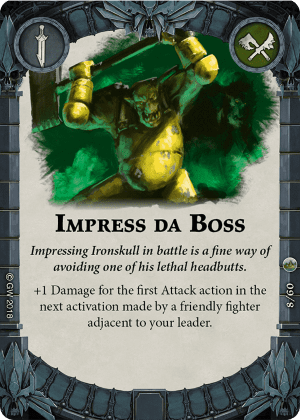 IMPRESS DA BOSS
Impressing Ironskull in battle is a fine way of
avoiding one of his lethal headbutts.
+1 Damage for the first Attack action in the
next activation made by a friendly fighter
adjacent to your leader.
© GW 2018
8/60